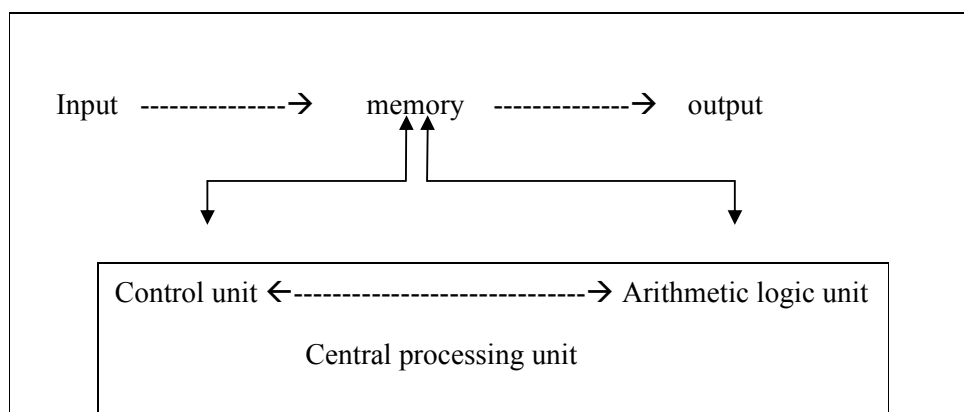 Input ---------------→ memory --------------→ output
Control unit ←------------------------------→ Arithmetic logic unit
Central processing unit